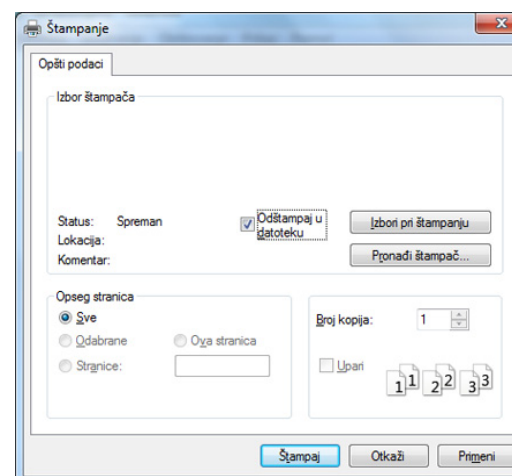 Štampanje
Opšti podaci
Izbor štampača
Status: Spreman
Odštampaj u
datoteku
Izbori pri štampanju
Lokacija:
Komentar:
Pronađi štampač...
Opseg stranica
Sve
Odabrane
Ova stranica
Stranice:
Broj kopija: 1
Upari
1 1 2 2 3 3
Štampaj
Otkaži
Primeni